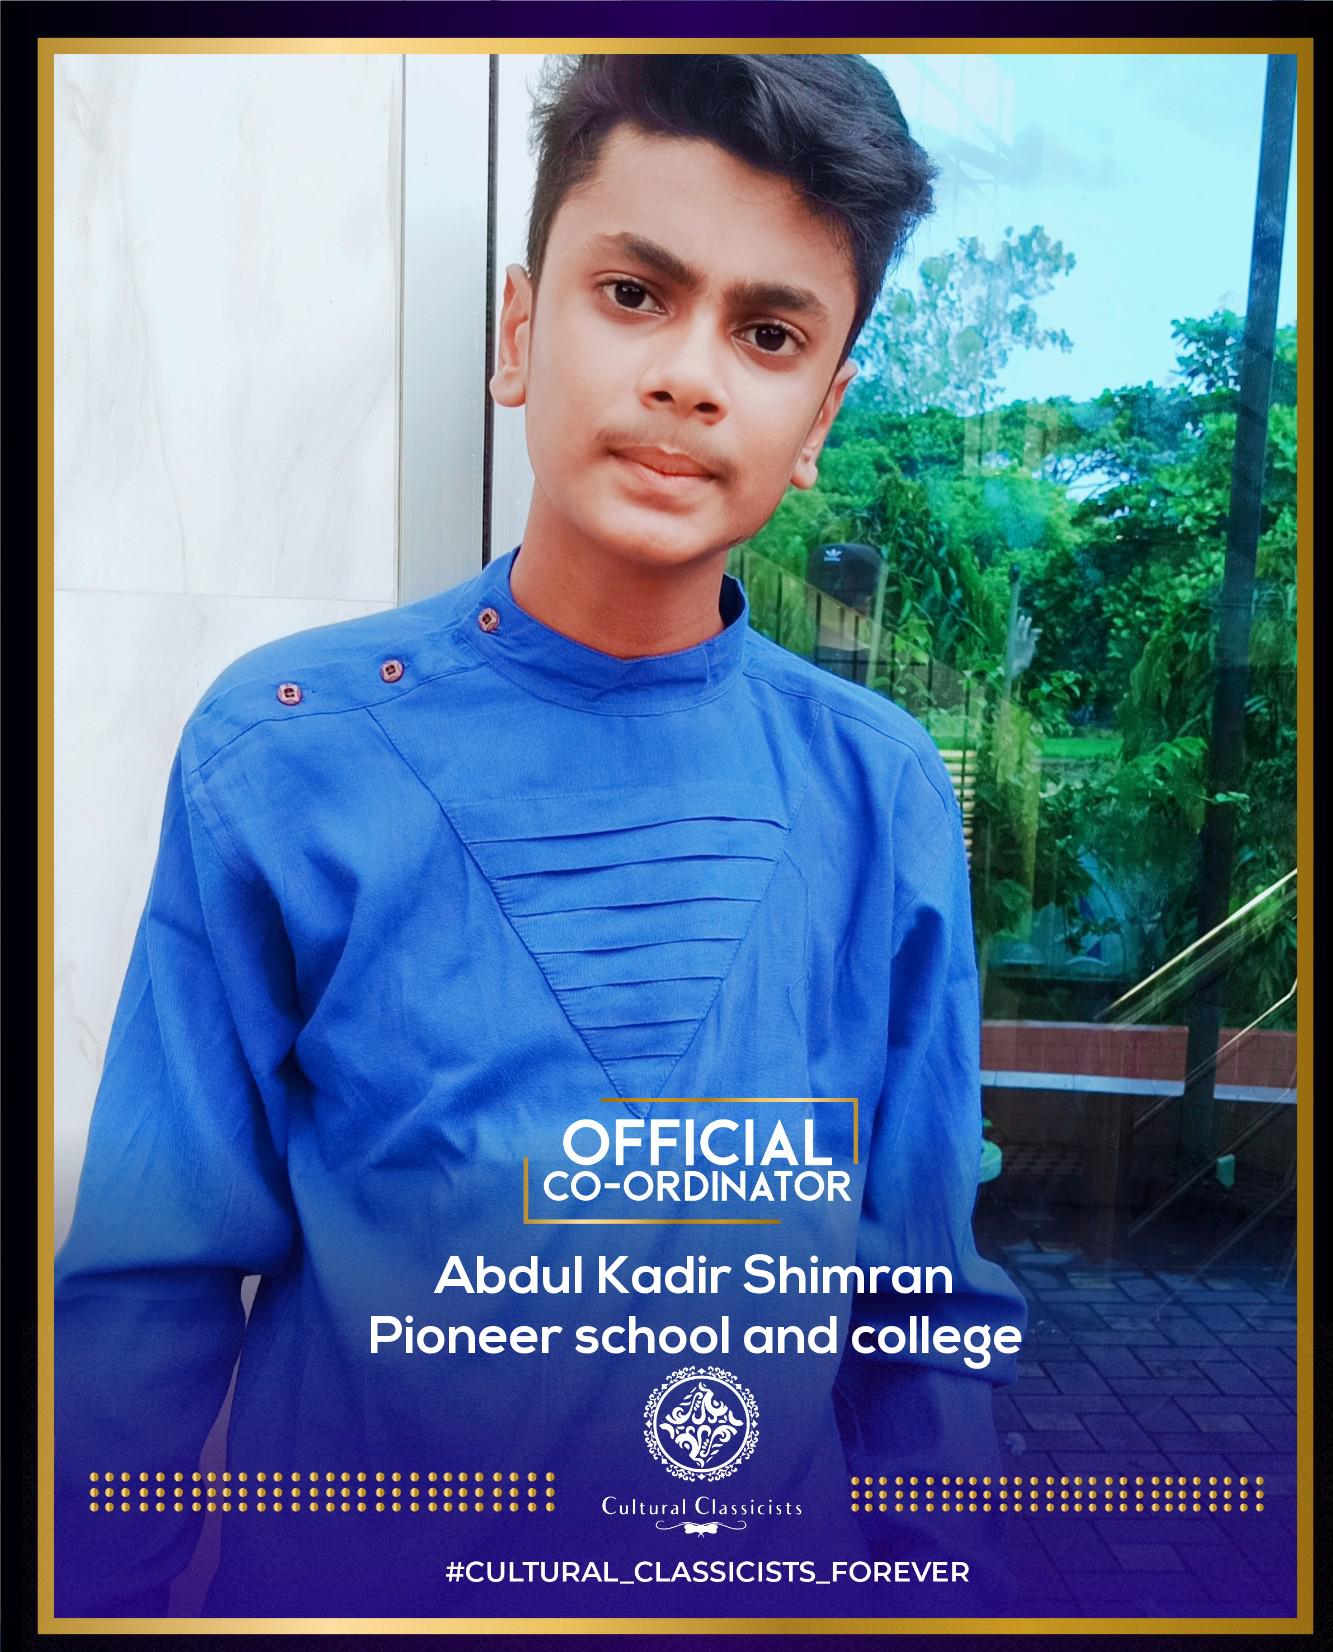 OFFICIAL
CO-ORDINATOR
Abdul Kadir Shimran
Pioneer school and college
Cultural Classicists
#CULTURAL_CLASSICISTS_FOREVER